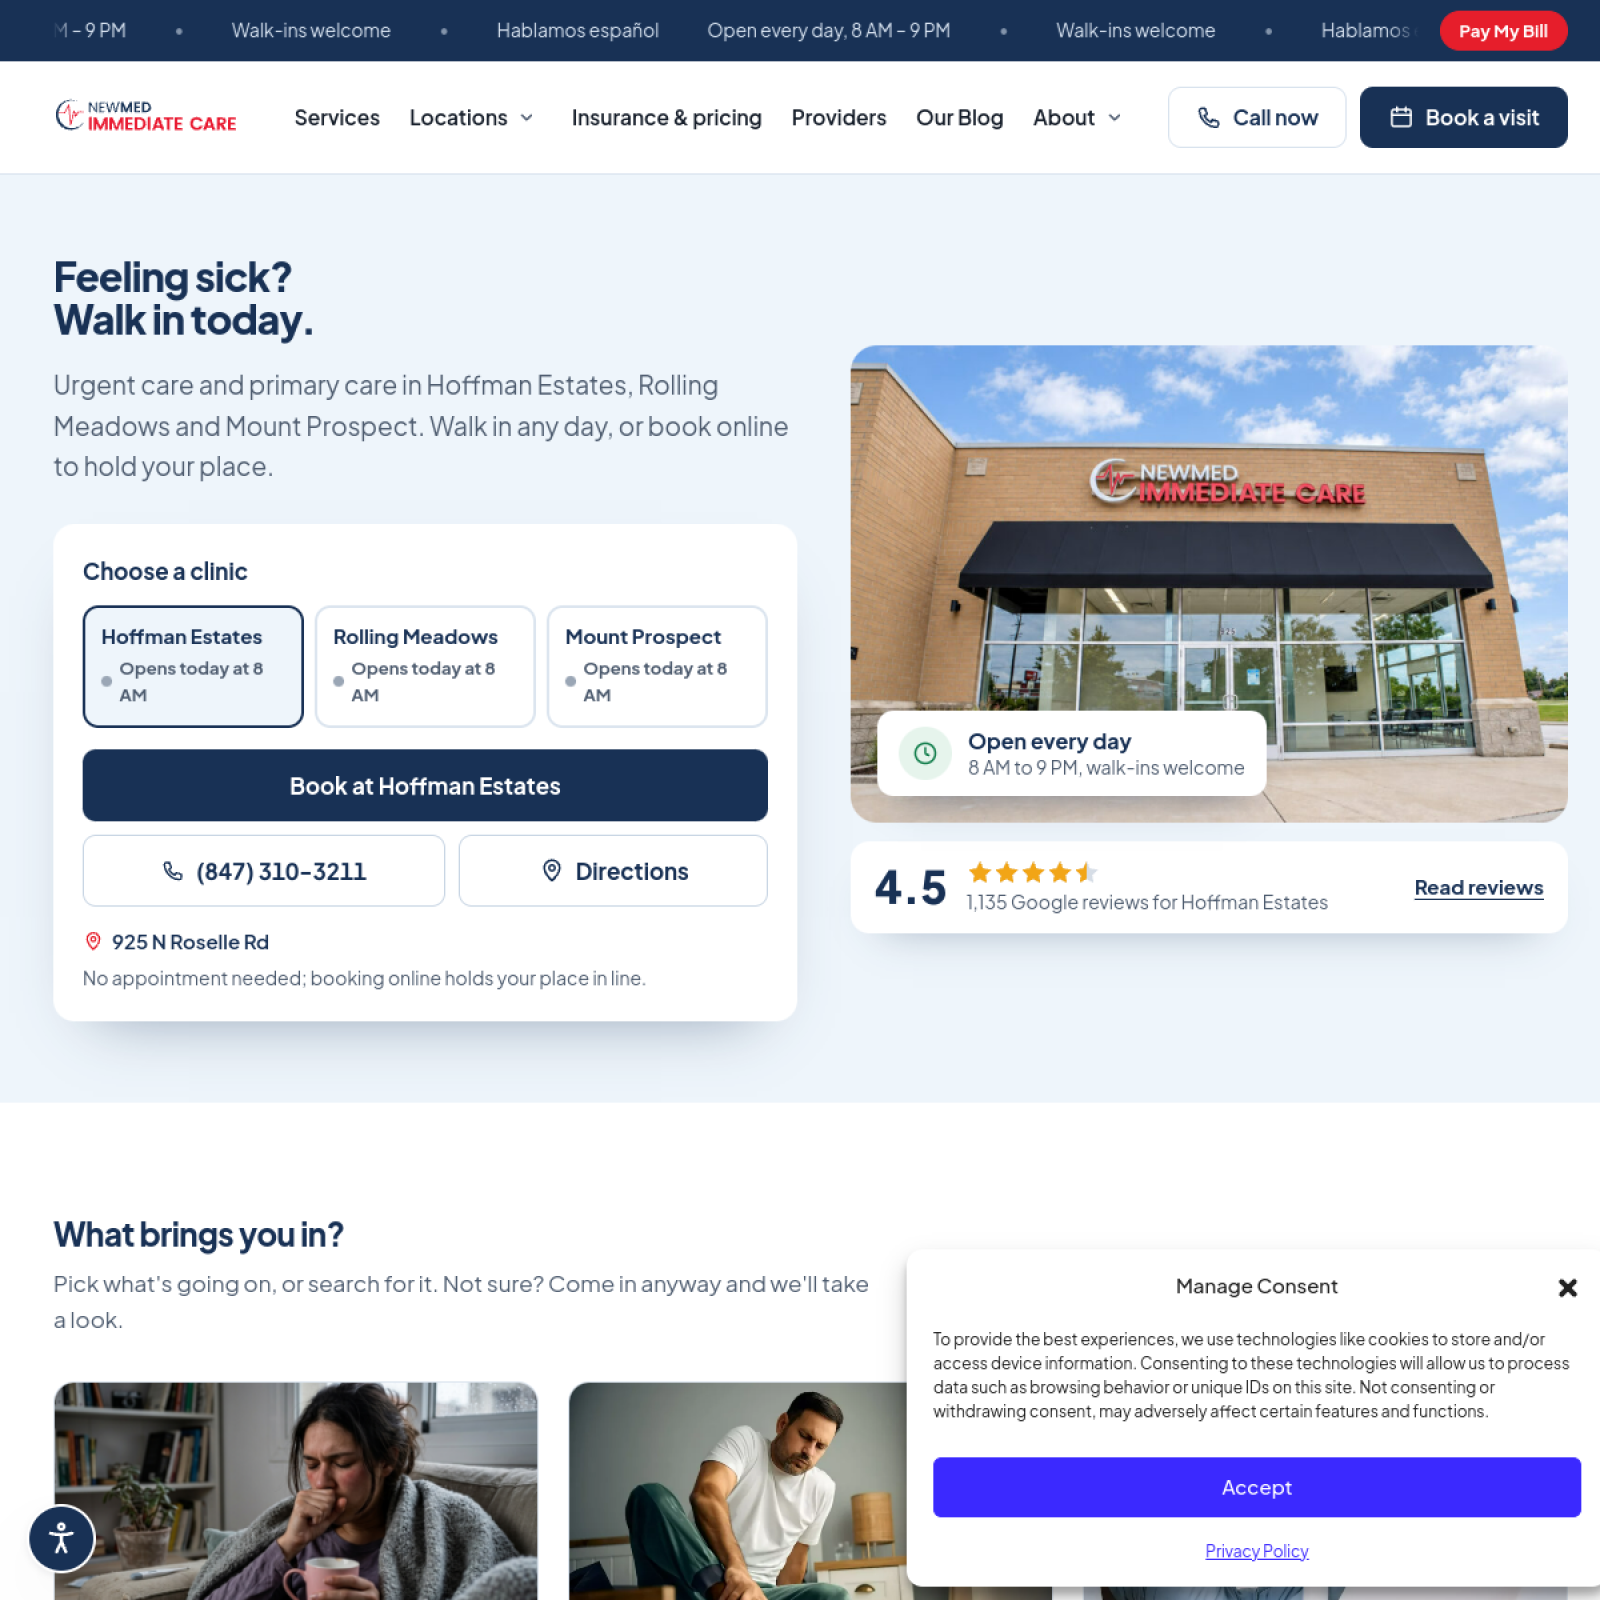 M – 9 PM • Walk-ins welcome • Hablamos español Open every day, 8 AM – 9 PM • Walk-ins welcome • Hablamos Pay My Bill
NEWMED
IMMEDIATE CARE
Services Locations Insurance & pricing Providers Our Blog About Call now Book a visit
Feeling sick?
Walk in today.
Urgent care and primary care in Hoffman Estates, Rolling
Meadows and Mount Prospect. Walk in any day, or book online
to hold your place.
Choose a clinic
Hoffman Estates
Opens today at 8
AM
Rolling Meadows
Opens today at 8
AM
Mount Prospect
Opens today at 8
AM
Book at Hoffman Estates
(847) 310-3211
Directions
925 N Roselle Rd
No appointment needed; booking online holds your place in line.
NEWMED
IMMEDIATE CARE
925
Open every day
8 AM to 9 PM, walk-ins welcome
4.5
1,135 Google reviews for Hoffman Estates
Read reviews
What brings you in?
Pick what's going on, or search for it. Not sure? Come in anyway and we'll take
a look.
Manage Consent
To provide the best experiences, we use technologies like cookies to store and/or
access device information. Consenting to these technologies will allow us to process
data such as browsing behavior or unique IDs on this site. Not consenting or
withdrawing consent, may adversely affect certain features and functions.
Accept
Privacy Policy